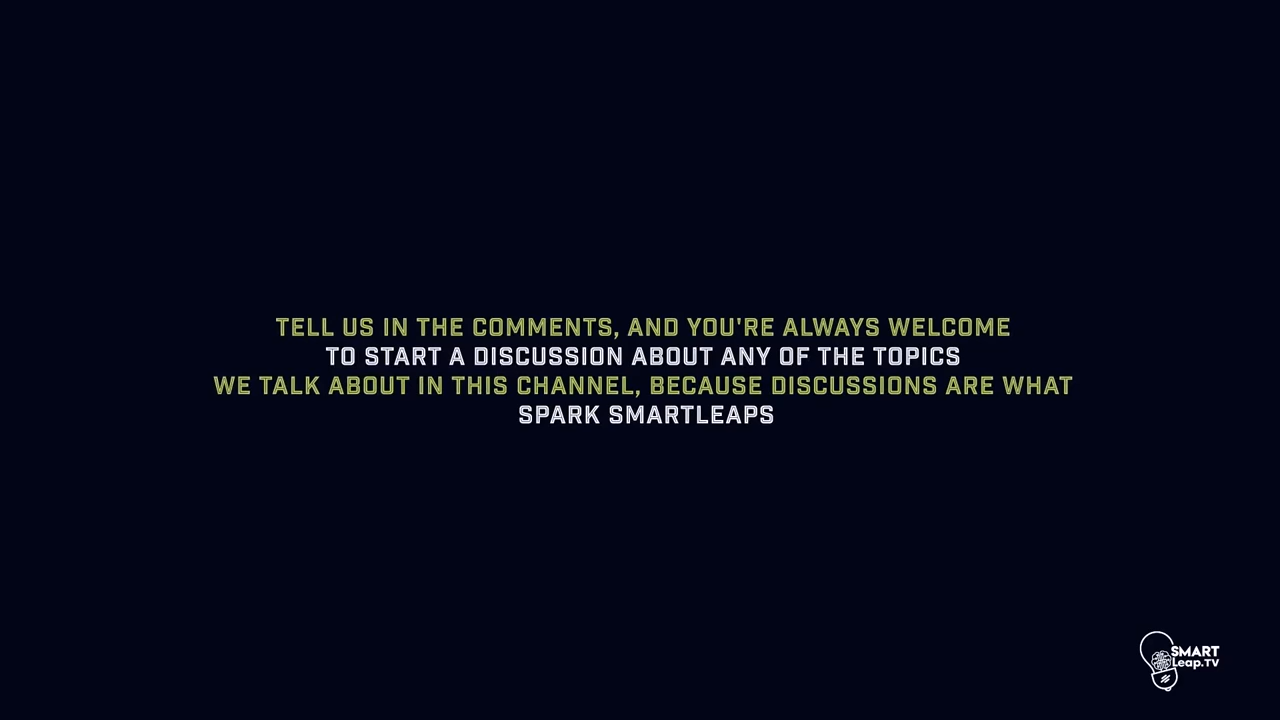 TELL US IN THE COMMENTS, AND YOU'RE ALWAYS WELCOME
TO START A DISCUSSION ABOUT ANY OF THE TOPICS
WE TALK ABOUT IN THIS CHANNEL, BECAUSE DISCUSSIONS ARE WHAT
SPARK SMARTLEAPS
SMART
Leap.TV